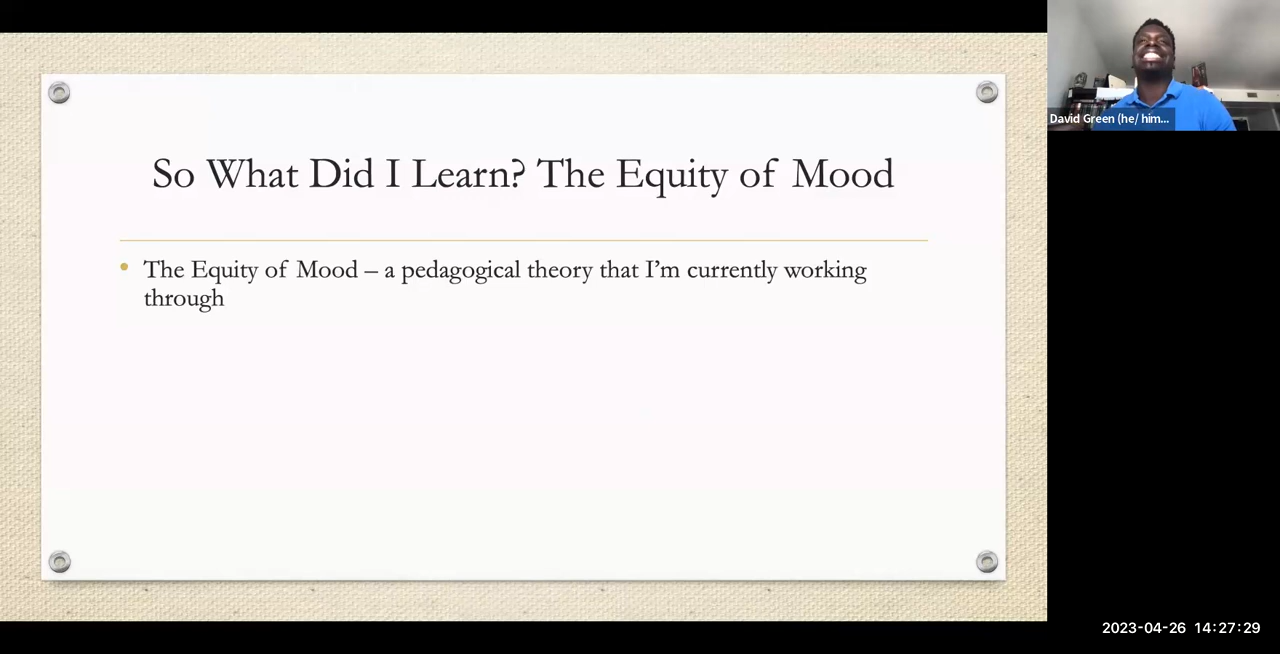 So What Did I Learn? The Equity of Mood
The Equity of Mood – a pedagogical theory that I’m currently working
through
David Green (he/ him...
2023-04-26 14:27:29